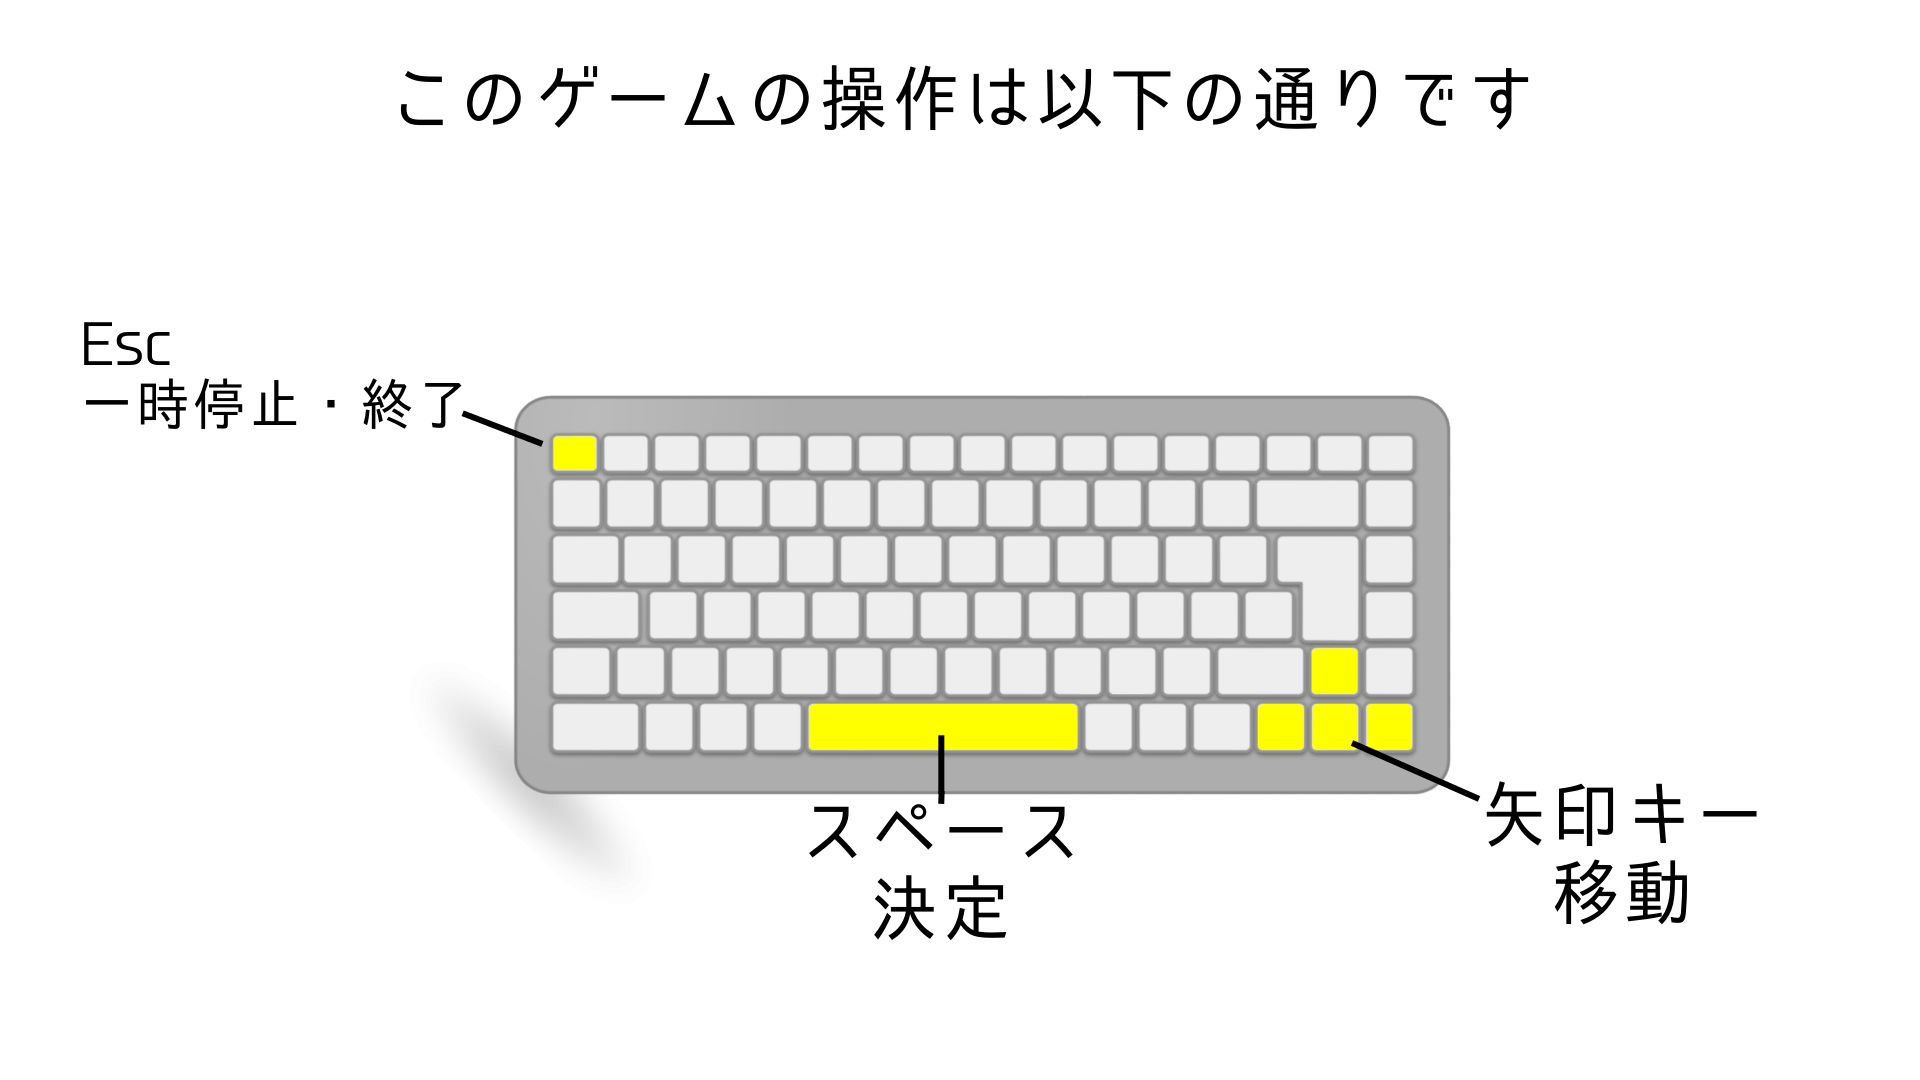 このゲームの操作は以下の通りです
Esc
一時停止・終了
スペース
決定
矢印キー
移動